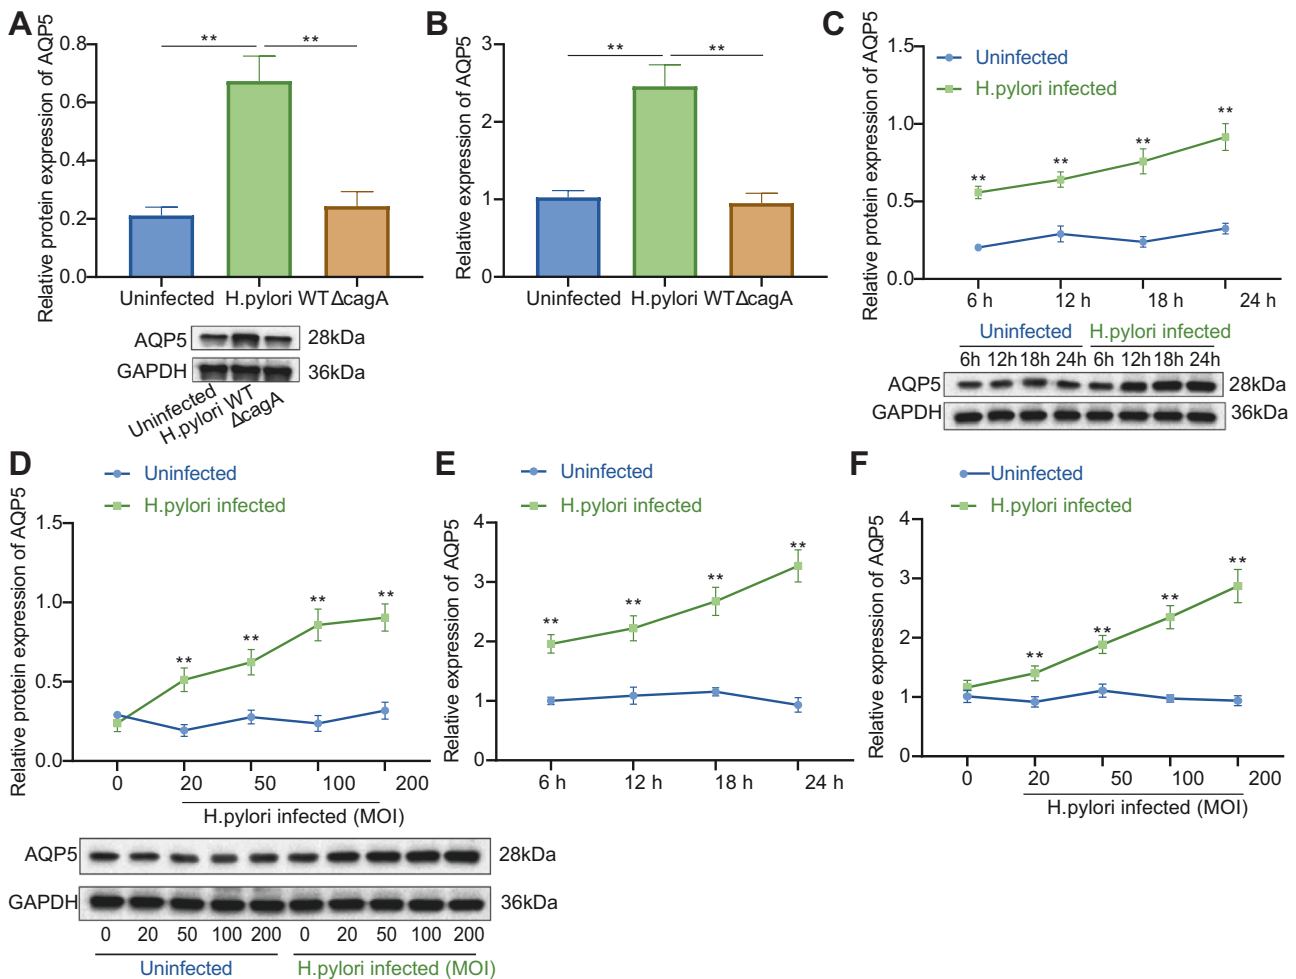 A
Relative protein expression of AQP5
0.8
0.6
0.4
0.2
0.0
** **
Uninfected H.pylori WT ΔcagA
AQP5 28kDa
GAPDH 36kDa
Uninfected
H.pylori WT
ΔcagA
B
Relative expression of AQP5
3
2
1
0
** **
Uninfected H.pylori WT ΔcagA
C
Relative protein expression of AQP5
1.5
1.0
0.5
0.0
Uninfected
H.pylori infected
** ** ** **
6 h 12 h 18 h 24 h
Uninfected H.pylori infected
6h 12h 18h 24h 6h 12h 18h 24h
AQP5 28kDa
GAPDH 36kDa
D
Uninfected
H.pylori infected
Relative protein expression of AQP5
1.5
1.0
0.5
0.0
** ** ** **
0 20 50 100 200
H.pylori infected (MOI)
AQP5 28kDa
GAPDH 36kDa
0 20 50 100 200 0 20 50 100 200
Uninfected H.pylori infected (MOI)
E
Uninfected
H.pylori infected
Relative expression of AQP5
4
3
2
1
0
** ** ** **
6 h 12 h 18 h 24 h
F
Uninfected
H.pylori infected
Relative expression of AQP5
4
3
2
1
0
** ** ** **
0 20 50 100 200
H.pylori infected (MOI)